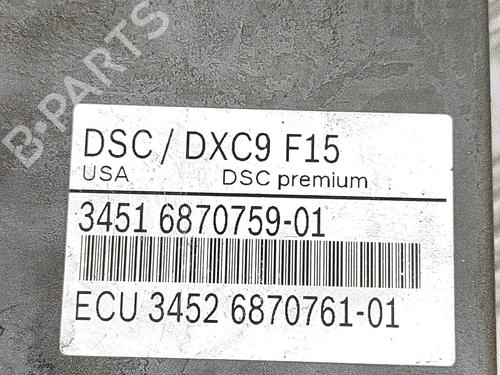 B-PARTS
DSC / DXC9 F15
USA DSC premium
3451 6870759-01
ECU 3452 6870761-01